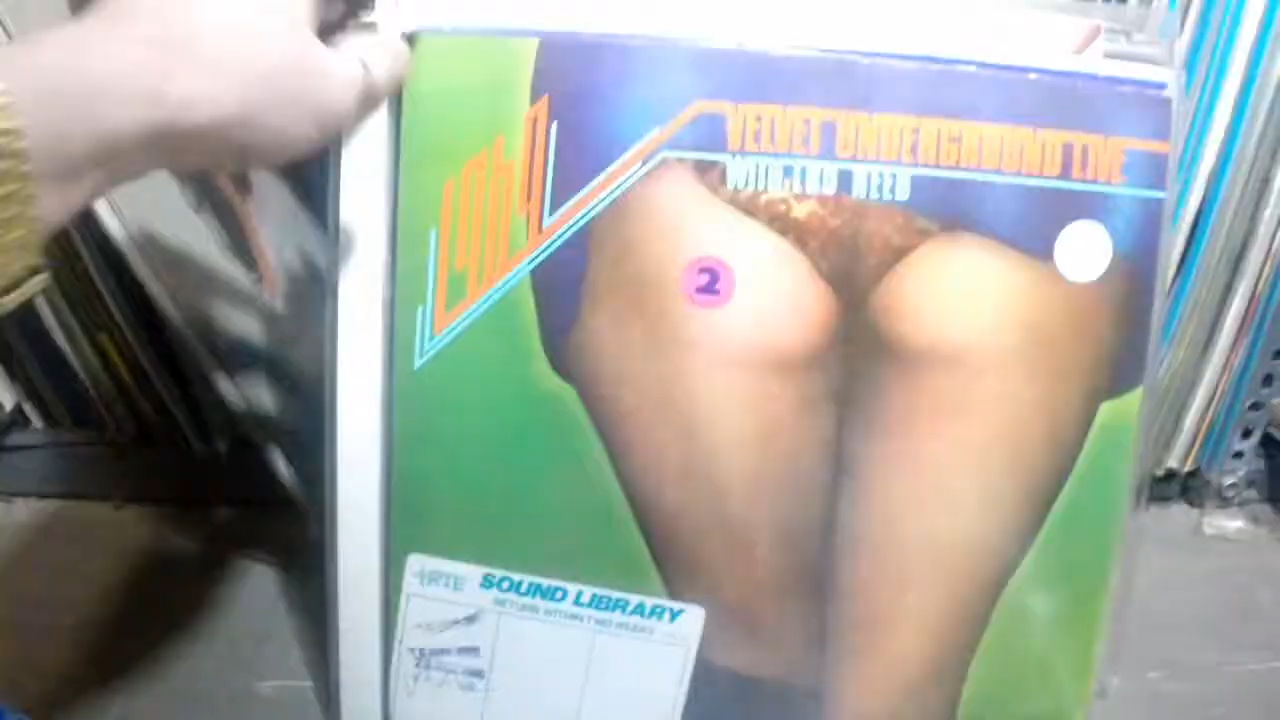 1969
VELVET UNDERGROUND LIVE
WITH LOU REED
2
RTE SOUND LIBRARY
RETURN WITHIN TWO WEEKS